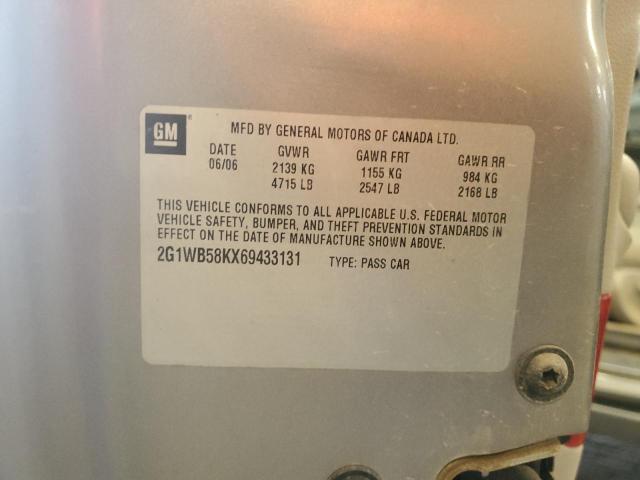 GM
MFD BY GENERAL MOTORS OF CANADA LTD.
DATE GVWR GAWR FRT GAWR RR
06/06 2139 KG 1155 KG 984 KG
4715 LB 2547 LB 2168 LB
THIS VEHICLE CONFORMS TO ALL APPLICABLE U.S. FEDERAL MOTOR
VEHICLE SAFETY, BUMPER, AND THEFT PREVENTION STANDARDS IN
EFFECT ON THE DATE OF MANUFACTURE SHOWN ABOVE.
2G1WB58KX69433131 TYPE: PASS CAR